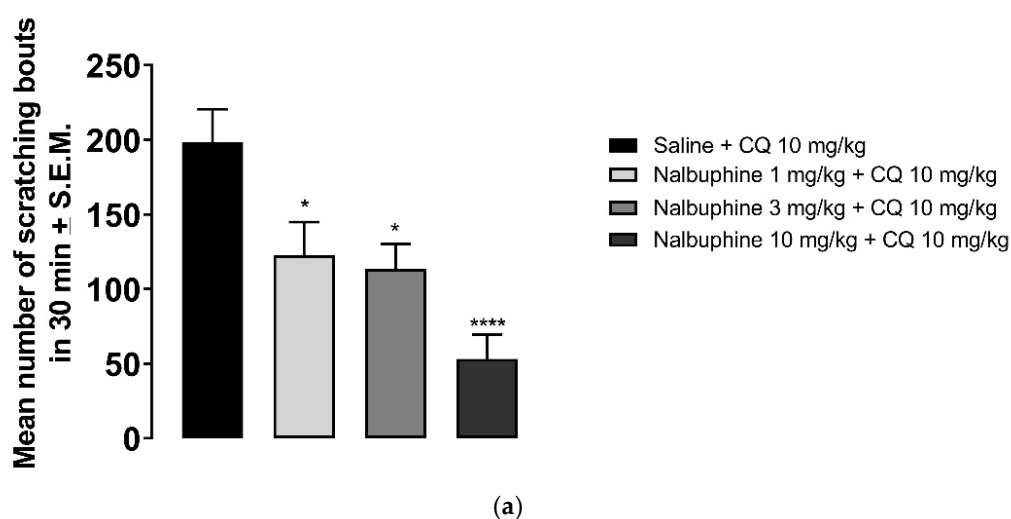 Mean number of scratching bouts
in 30 min ± S.E.M.
250
200
150
100
50
0
*
*
****
Saline + CQ 10 mg/kg
Nalbuphine 1 mg/kg + CQ 10 mg/kg
Nalbuphine 3 mg/kg + CQ 10 mg/kg
Nalbuphine 10 mg/kg + CQ 10 mg/kg
(a)